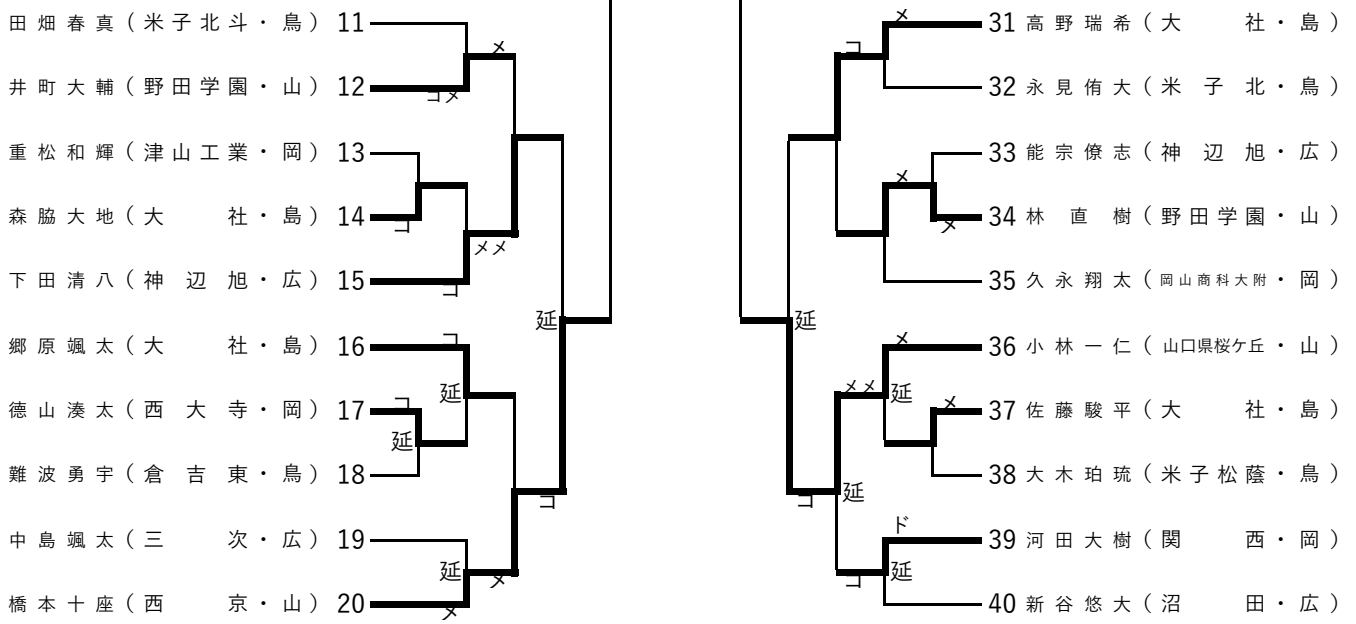 田畑春真（米子北斗・鳥）11
メ
井町大輔（野田学園・山）12
コメ
重松和輝（津山工業・岡）13
森脇大地（大社・島）14
コ
メメ
下田清八（神辺旭・広）15
コ
延
郷原颯太（大社・島）16
コ
延
徳山湊太（西大寺・岡）17
コ
延
難波勇宇（倉吉東・鳥）18
コ
中島颯太（三次・広）19
延
メ
橋本十座（西京・山）20
メ
メ
31 高野瑞希（大社・島）
コ
32 永見侑大（米子北・鳥）
33 能宗僚志（神辺旭・広）
メ
34 林直樹（野田学園・山）
メ
35 久永翔太（岡山商科大附・岡）
延
メ
36 小林一仁（山口県桜ケ丘・山）
メメ
延
メ
37 佐藤駿平（大社・島）
38 大木珀琉（米子松蔭・鳥）
コ
延
ド
39 河田大樹（関西・岡）
コ
延
40 新谷悠大（沼田・広）